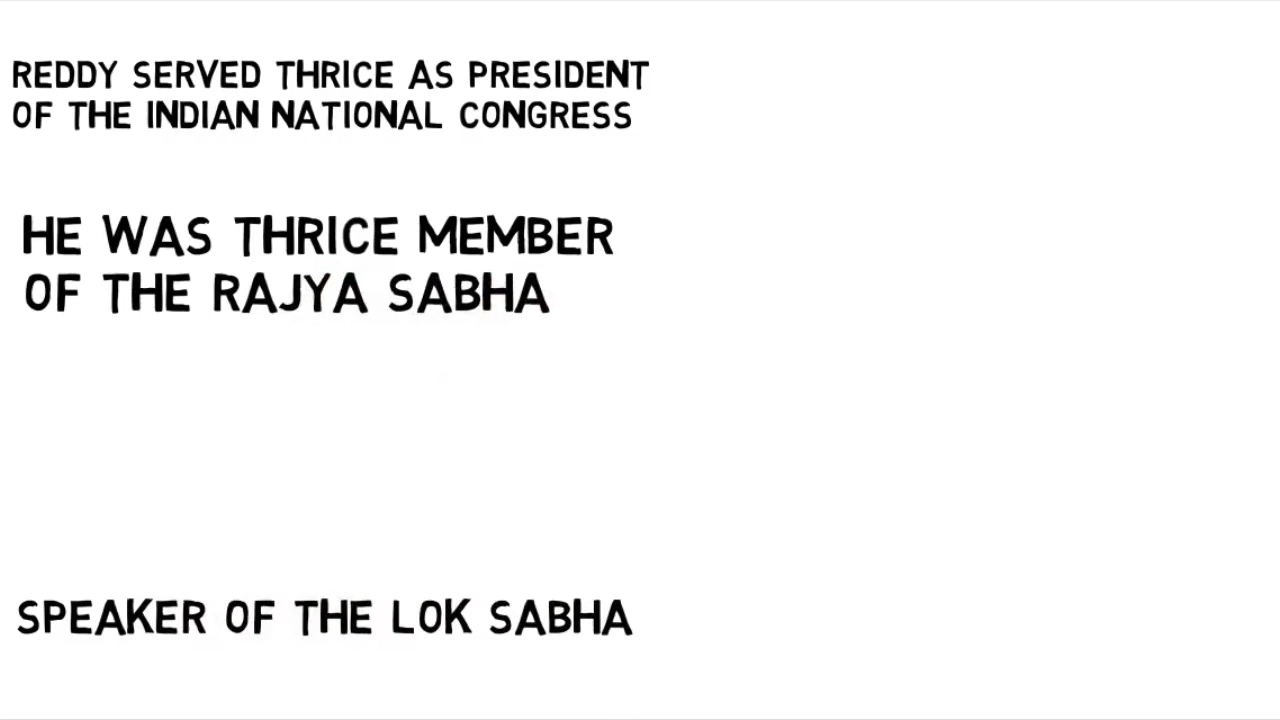 REDDY SERVED THRICE AS PRESIDENT
OF THE INDIAN NATIONAL CONGRESS
HE WAS THRICE MEMBER
OF THE RAJYA SABHA
SPEAKER OF THE LOK SABHA